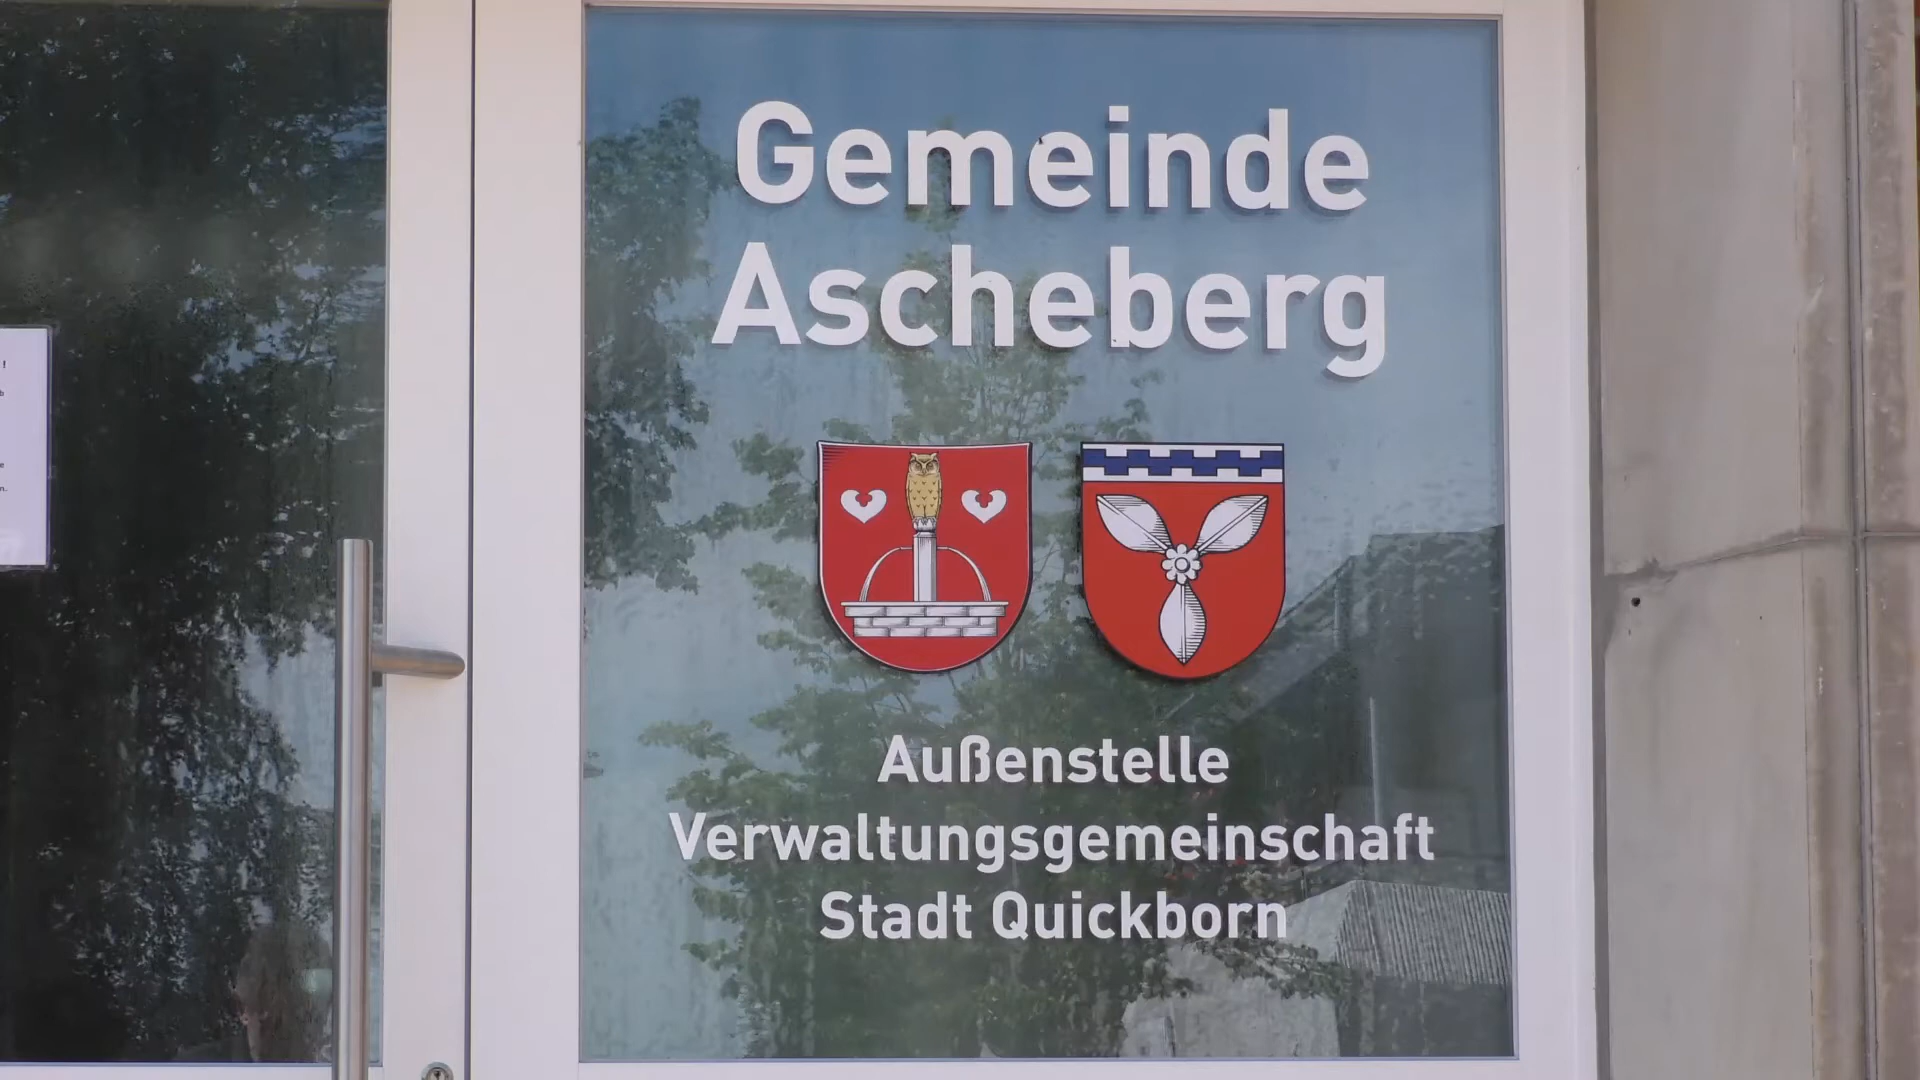 Gemeinde
Ascheberg
Außenstelle
Verwaltungsgemeinschaft
Stadt Quickborn